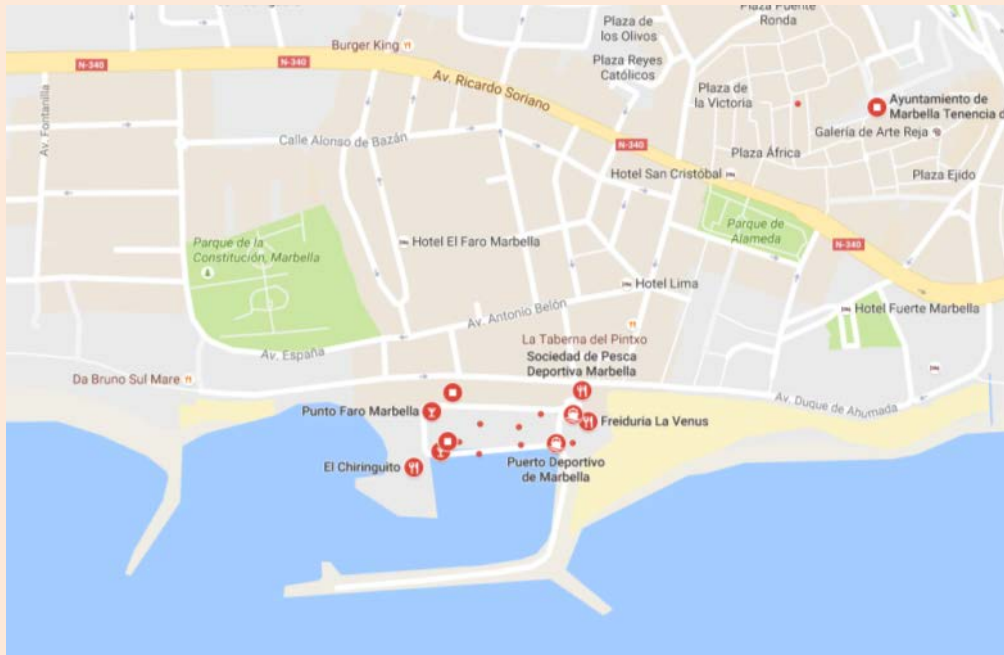 Plaza Puente
Ronda
Plaza de
los Olivos
Burger King
N-340
N-340
Plaza Reyes
Católicos
Av. Ricardo Soriano
Plaza de
la Victoria
Ayuntamiento de
Marbella Tenencia d
Av. Fontanilla
Calle Alonso de Bazán
N-340
Galería de Arte Reja
Plaza África
Hotel San Cristóbal
Plaza Ejido
Parque de
Alameda
Parque de la
Constitución, Marbella
Hotel El Faro Marbella
N-340
Hotel Lima
Hotel Fuerte Marbella
Av. Antonio Belón
La Taberna del Pintxo
Av. España
Sociedad de Pesca
Deportiva Marbella
Da Bruno Sul Mare
Av. Duque de Ahumada
Punto Faro Marbella
Freiduria La Venus
El Chiringuito
Puerto Deportivo
de Marbella